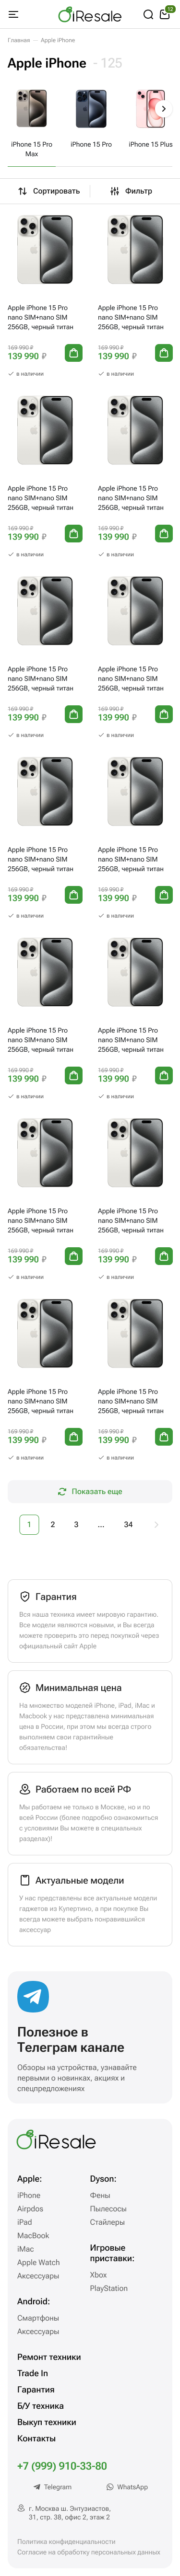 iResale
12
Главная — Apple iPhone
Apple iPhone - 125
iPhone 15 Pro
Max
iPhone 15 Pro
iPhone 15 Plus
Сортировать
Фильтр
Apple iPhone 15 Pro
nano SIM+nano SIM
256GB, черный титан
169 990 ₽
139 990 ₽
в наличии
Apple iPhone 15 Pro
nano SIM+nano SIM
256GB, черный титан
169 990 ₽
139 990 ₽
в наличии
Apple iPhone 15 Pro
nano SIM+nano SIM
256GB, черный титан
169 990 ₽
139 990 ₽
в наличии
Apple iPhone 15 Pro
nano SIM+nano SIM
256GB, черный титан
169 990 ₽
139 990 ₽
в наличии
Apple iPhone 15 Pro
nano SIM+nano SIM
256GB, черный титан
169 990 ₽
139 990 ₽
в наличии
Apple iPhone 15 Pro
nano SIM+nano SIM
256GB, черный титан
169 990 ₽
139 990 ₽
в наличии
Apple iPhone 15 Pro
nano SIM+nano SIM
256GB, черный титан
169 990 ₽
139 990 ₽
в наличии
Apple iPhone 15 Pro
nano SIM+nano SIM
256GB, черный титан
169 990 ₽
139 990 ₽
в наличии
Apple iPhone 15 Pro
nano SIM+nano SIM
256GB, черный титан
169 990 ₽
139 990 ₽
в наличии
Apple iPhone 15 Pro
nano SIM+nano SIM
256GB, черный титан
169 990 ₽
139 990 ₽
в наличии
Apple iPhone 15 Pro
nano SIM+nano SIM
256GB, черный титан
169 990 ₽
139 990 ₽
в наличии
Apple iPhone 15 Pro
nano SIM+nano SIM
256GB, черный титан
169 990 ₽
139 990 ₽
в наличии
Apple iPhone 15 Pro
nano SIM+nano SIM
256GB, черный титан
169 990 ₽
139 990 ₽
в наличии
Apple iPhone 15 Pro
nano SIM+nano SIM
256GB, черный титан
169 990 ₽
139 990 ₽
в наличии
Показать еще
1 2 3 ... 34
Гарантия
Вся наша техника имеет мировую гарантию.
Все модели являются новыми, и Вы всегда
можете проверить это перед покупкой через
официальный сайт Apple
Минимальная цена
На множество моделей iPhone, iPad, iMac и
Macbook у нас представлена минимальная
цена в России, при этом мы всегда строго
выполняем свои гарантийные
обязательства!
Работаем по всей РФ
Мы работаем не только в Москве, но и по
всей России (более подробно ознакомиться
с условиями Вы можете в специальных
разделах)!
Актуальные модели
У нас представлены все актуальные модели
гаджетов из Купертино, а при покупке Вы
всегда можете выбрать понравившийся
аксессуар
Полезное в
Телеграм канале
Обзоры на устройства, узнавайте
первыми о новинках, акциях и
спецпредложениях
iResale
Apple:
iPhone
Airpdos
iPad
MacBook
iMac
Apple Watch
Аксессуары
Android:
Смартфоны
Аксессуары
Dyson:
Фены
Пылесосы
Стайлеры
Игровые
приставки:
Xbox
PlayStation
Ремонт техники
Trade In
Гарантия
Б/У техника
Выкуп техники
Контакты
+7 (999) 910-33-80
Telegram
WhatsApp
г. Москва ш. Энтузиастов,
31, стр. 38, офис 2, этаж 2
Политика конфиденциальности
Согласие на обработку персональных данных